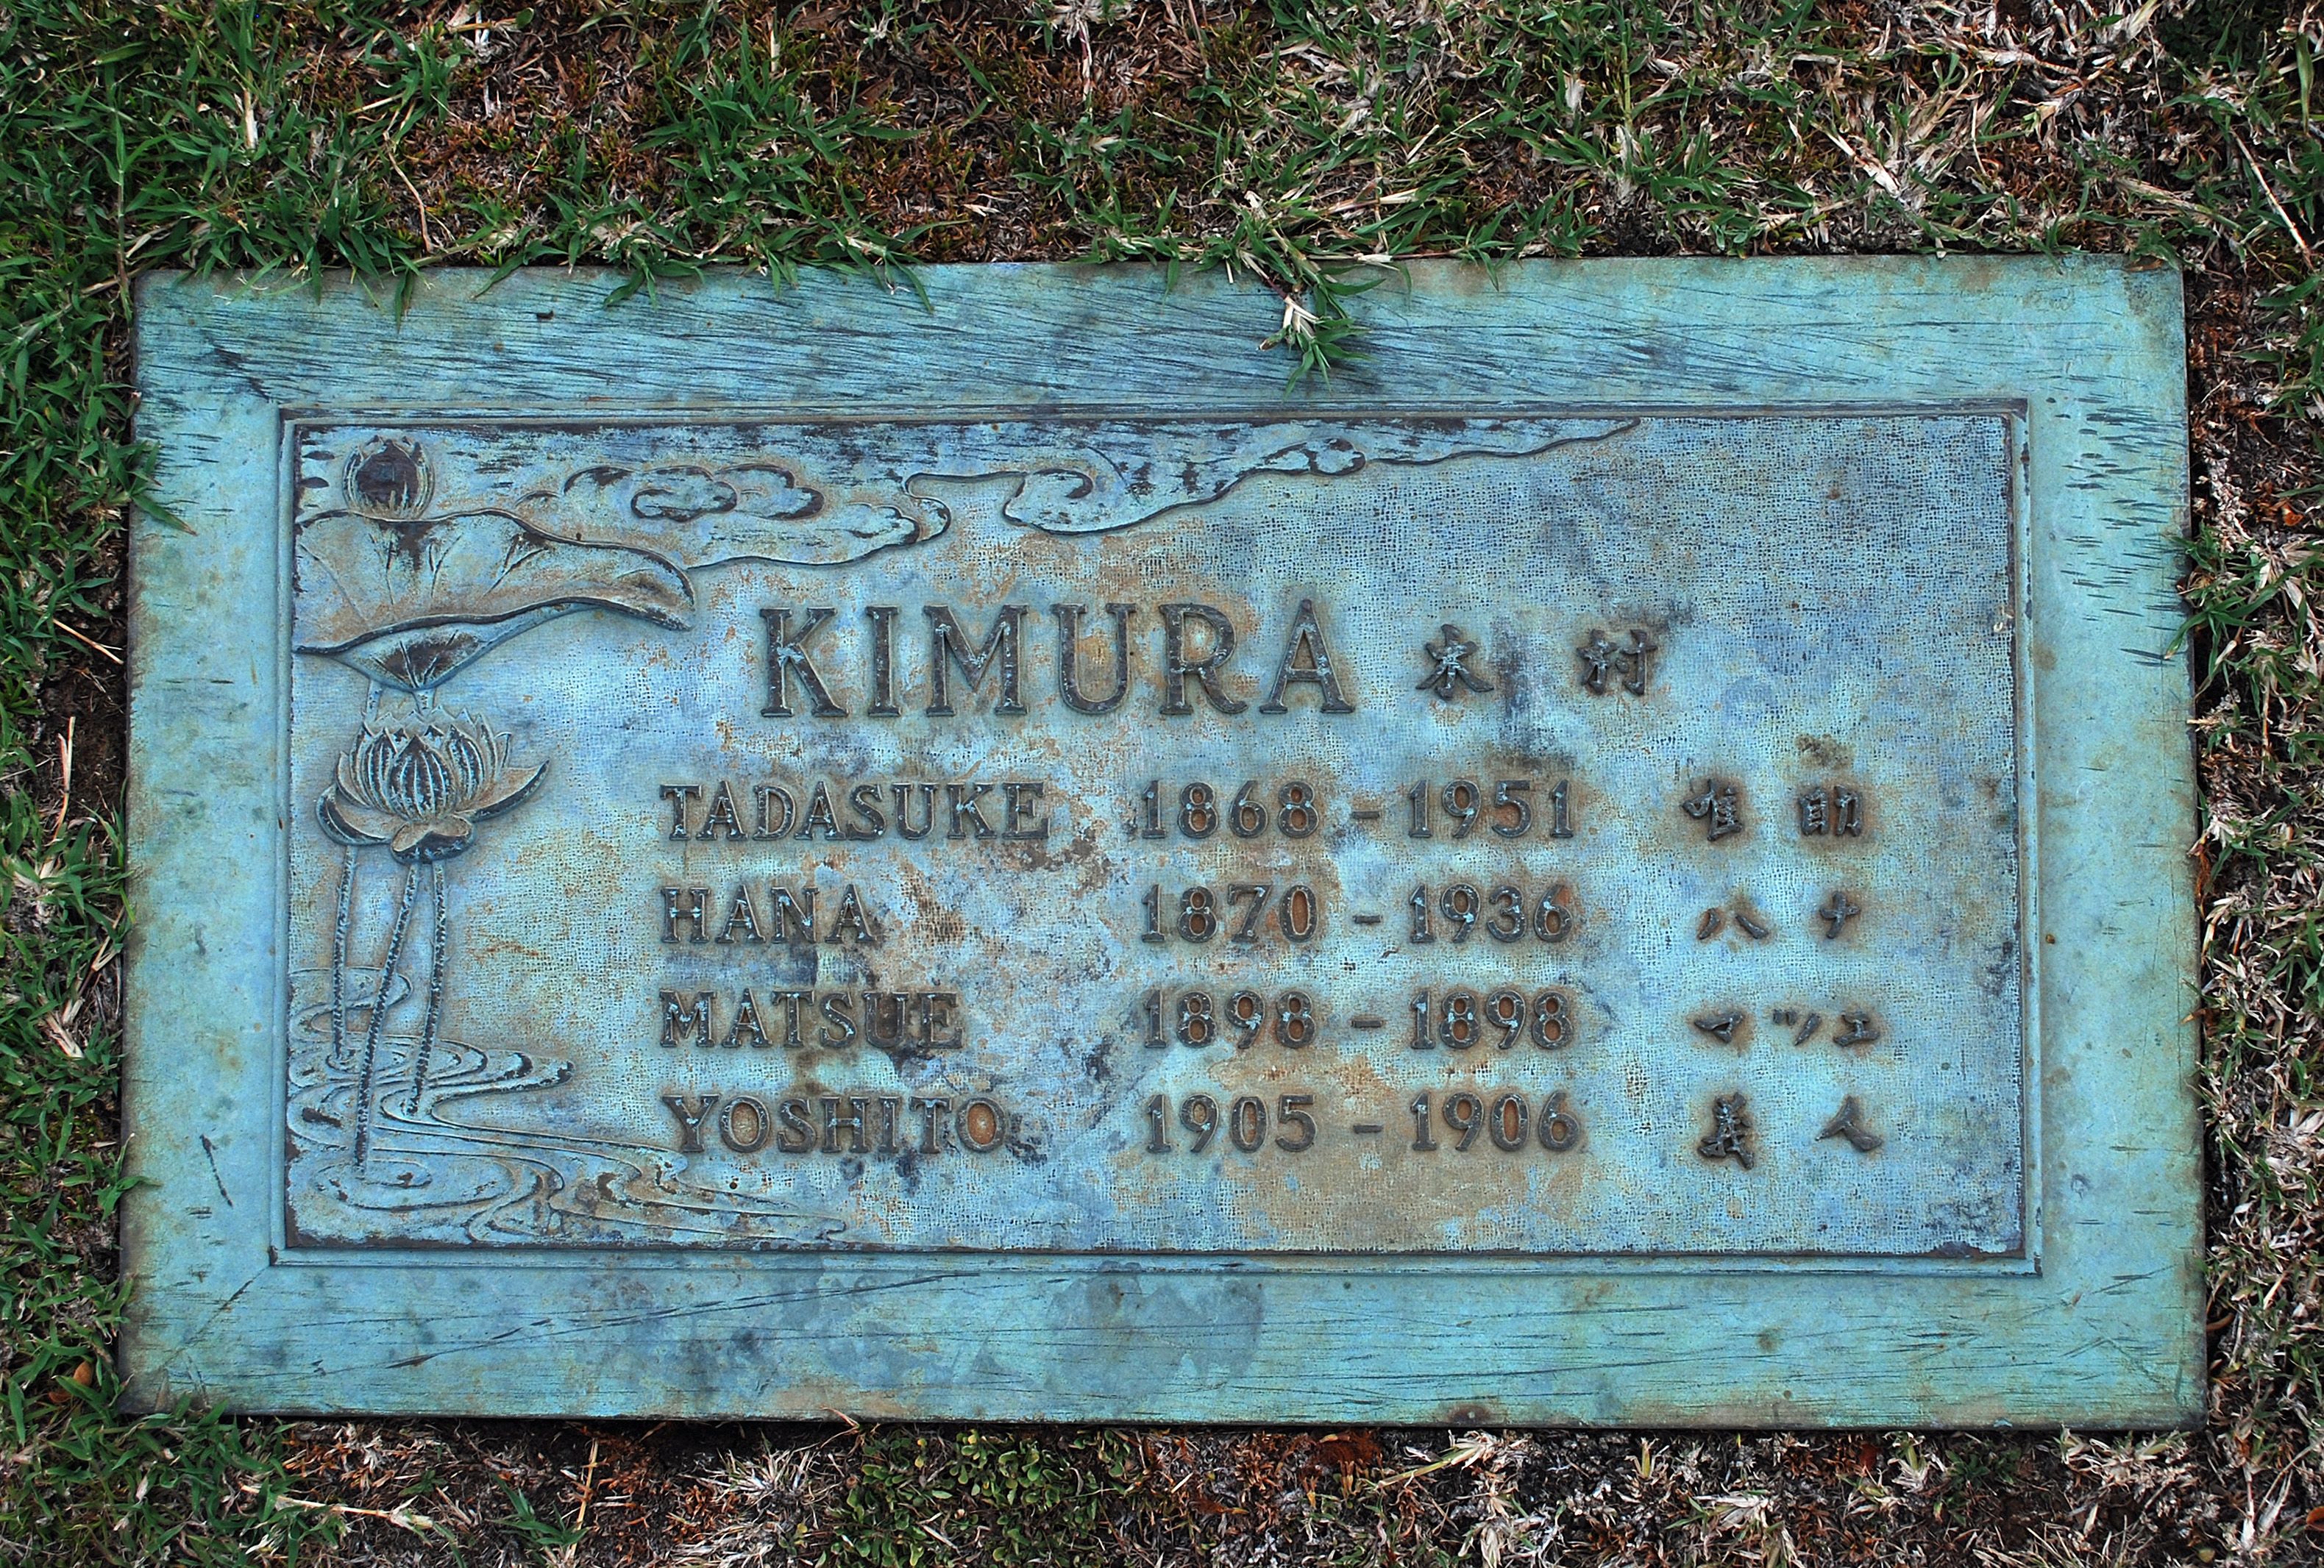 KIMURA 木村
TADASUKE 1868 - 1951 唯助
HANA 1870 - 1936 ハナ
MATSUE 1898 - 1898 マツエ
YOSHITO 1905 - 1906 義人